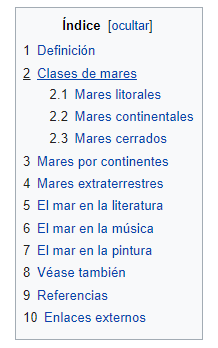 Índice [ocultar]
1 Definición
2 Clases de mares
2.1 Mares litorales
2.2 Mares continentales
2.3 Mares cerrados
3 Mares por continentes
4 Mares extraterrestres
5 El mar en la literatura
6 El mar en la música
7 El mar en la pintura
8 Véase también
9 Referencias
10 Enlaces externos